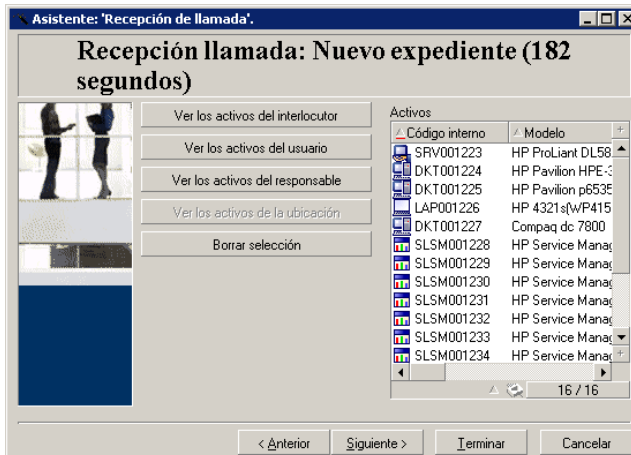 Asistente: 'Recepción de llamada'.
Recepción llamada: Nuevo expediente (182
segundos)
Ver los activos del interlocutor
Ver los activos del usuario
Ver los activos del responsable
Ver los activos de la ubicación
Borrar selección
Activos
Código interno Modelo
SRV001223 HP ProLiant DL58
DKT001224 HP Pavilion HPE-3
DKT001225 HP Pavilion p6535
LAP001226 HP 4321s(WP415
DKT001227 Compaq dc 7800
SLSM001228 HP Service Manag
SLSM001229 HP Service Manag
SLSM001230 HP Service Manag
SLSM001231 HP Service Manag
SLSM001232 HP Service Manag
SLSM001233 HP Service Manag
SLSM001234 HP Service Manag
16 / 16
< Anterior Siguiente > Terminar Cancelar